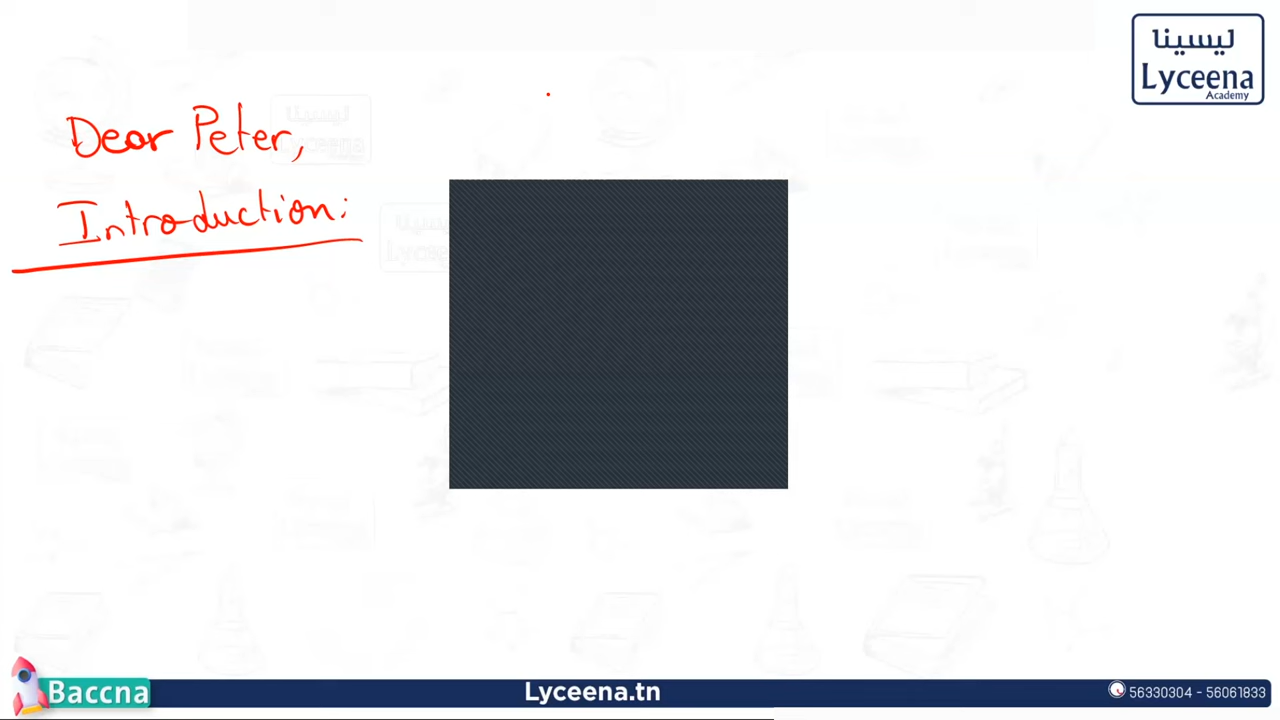 ليسينا
Lyceena
Academy
Dear Peter,
Introduction:
Baccna
Lyceena.tn
56330304 - 56061833